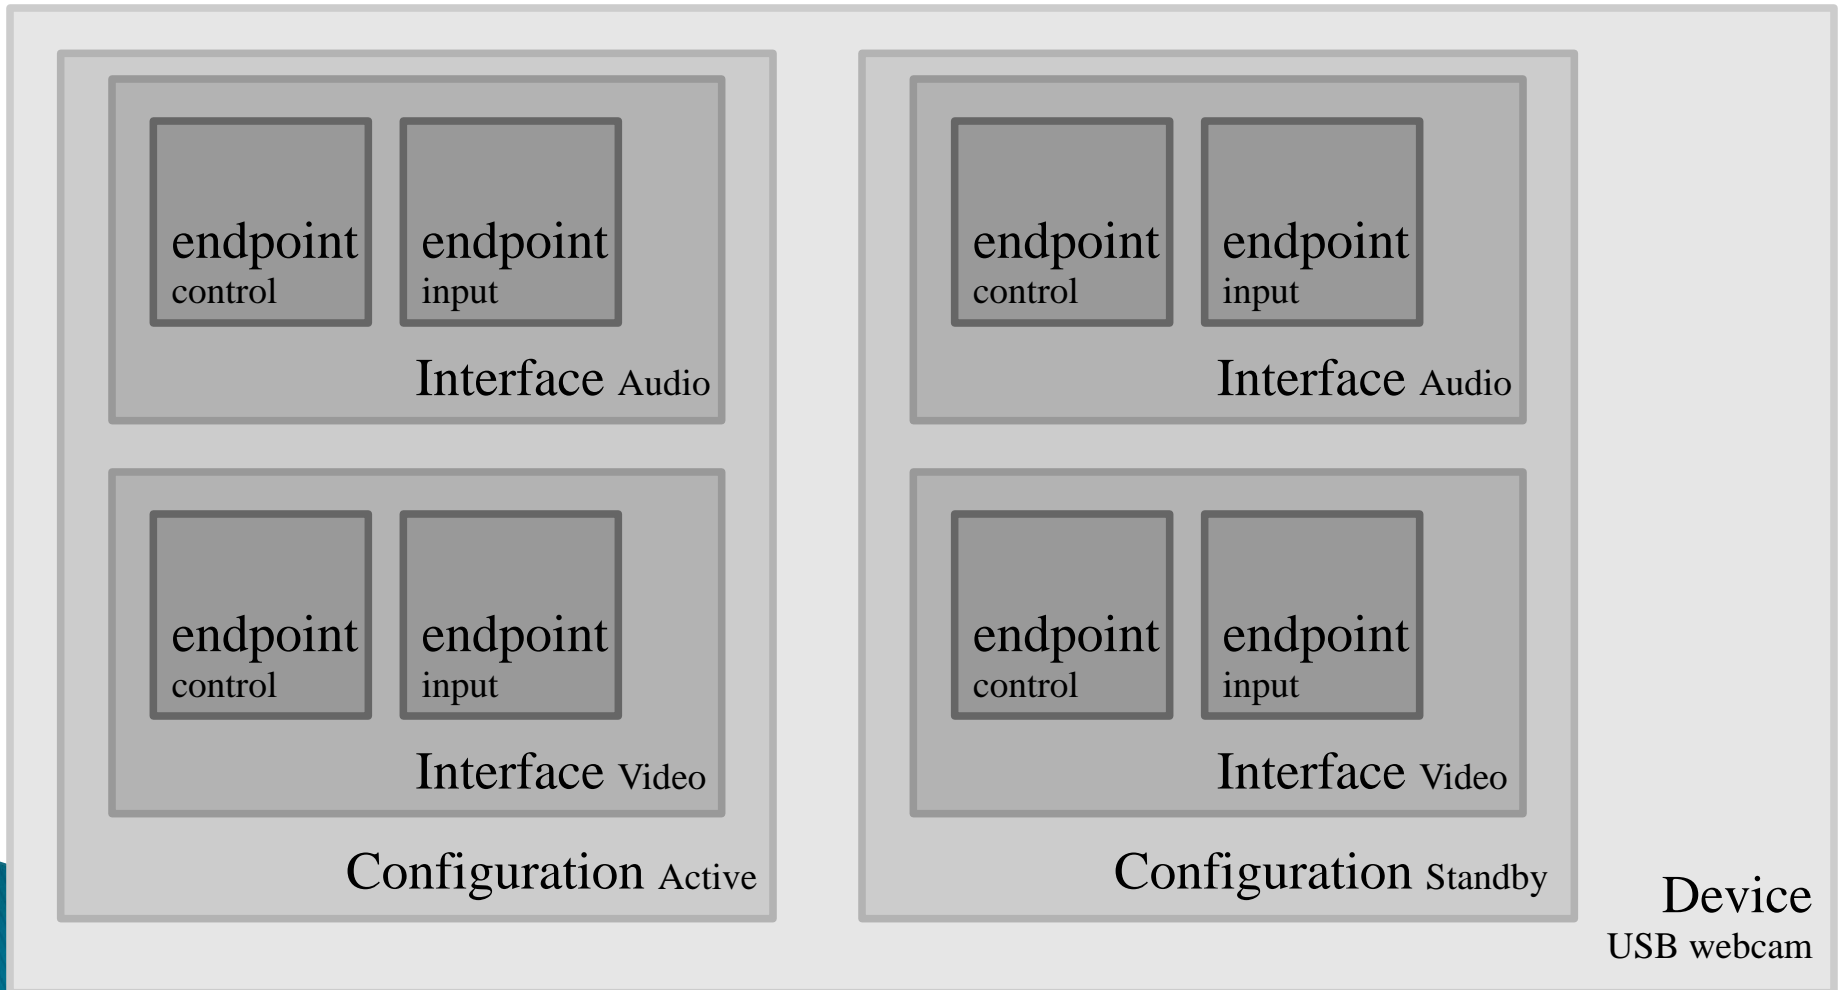 endpoint
control
endpoint
input
Interface Audio
endpoint
control
endpoint
input
Interface Video
Configuration Active
endpoint
control
endpoint
input
Interface Audio
endpoint
control
endpoint
input
Interface Video
Configuration Standby
Device
USB webcam